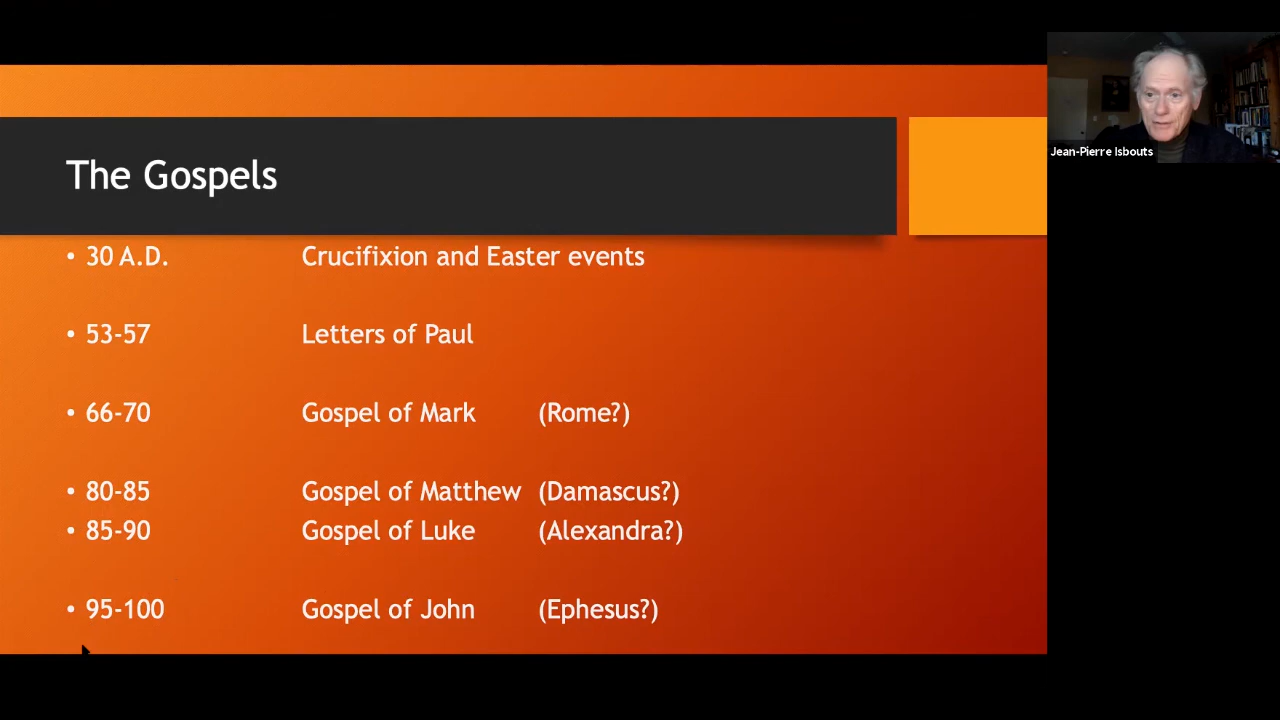 The Gospels
• 30 A.D. Crucifixion and Easter events
• 53-57 Letters of Paul
• 66-70 Gospel of Mark (Rome?)
• 80-85 Gospel of Matthew (Damascus?)
• 85-90 Gospel of Luke (Alexandra?)
• 95-100 Gospel of John (Ephesus?)
Jean-Pierre Isbouts